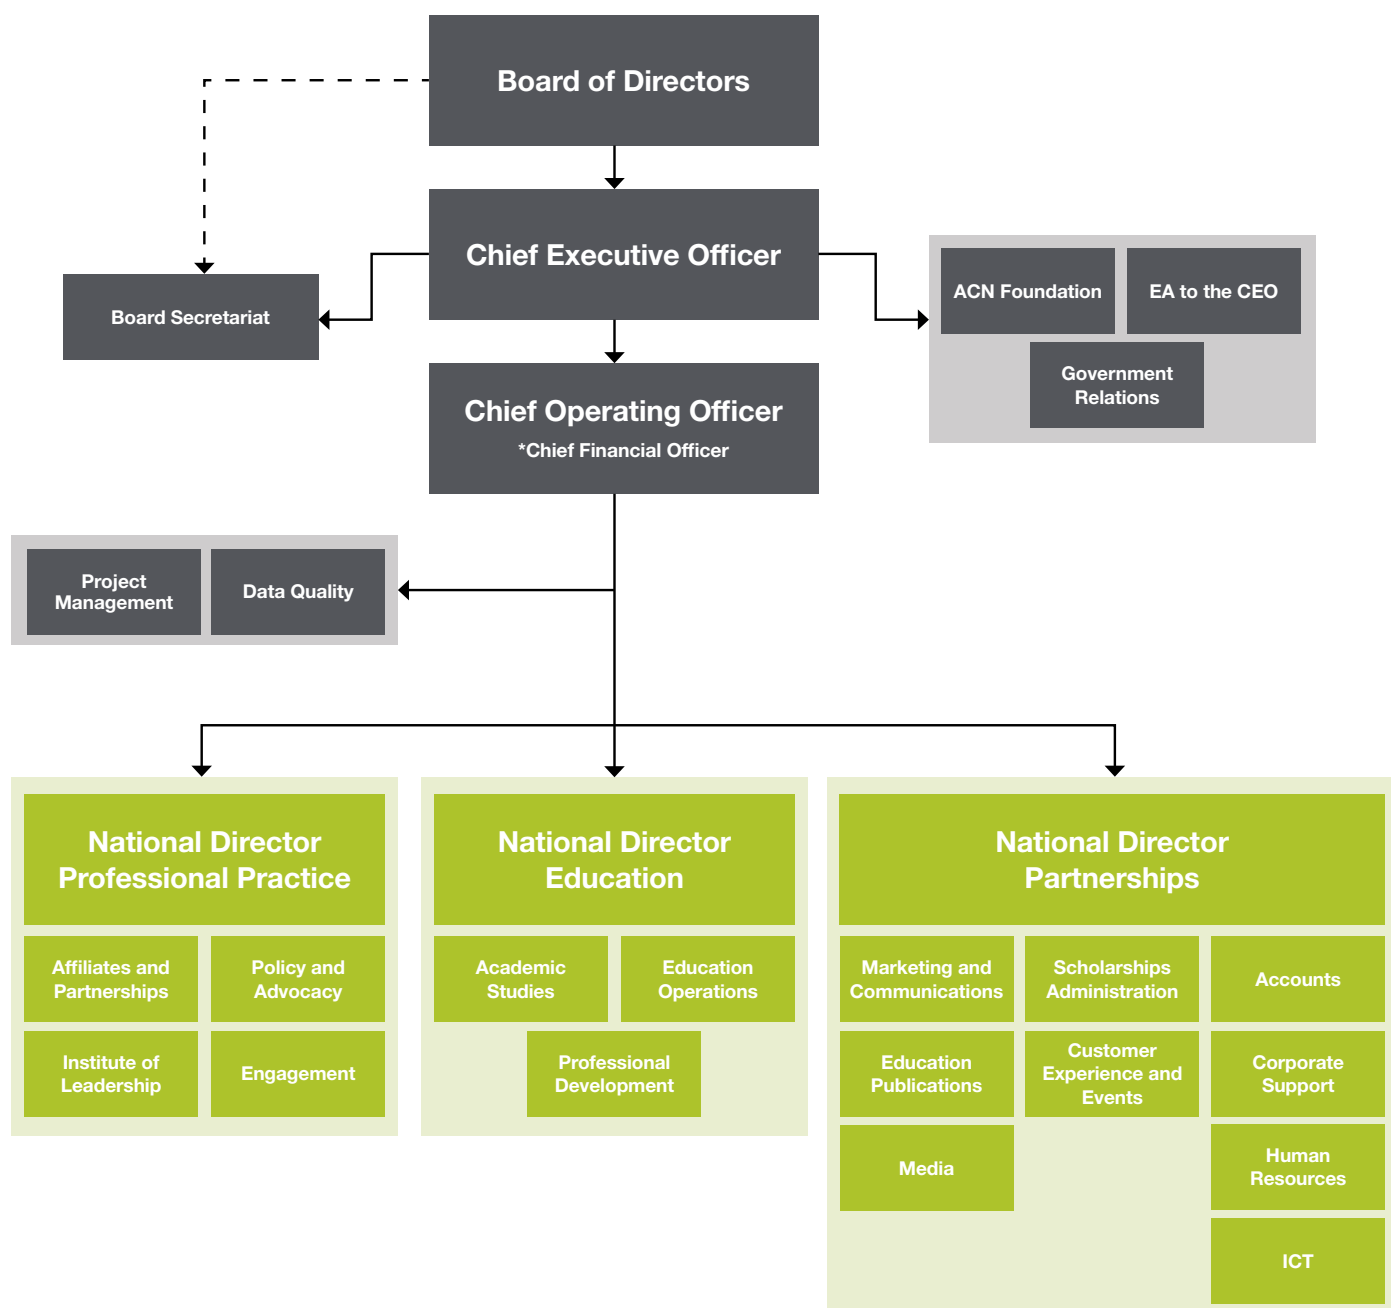 Board of Directors
Chief Executive Officer
ACN Foundation
EA to the CEO
Board Secretariat
Government
Relations
Chief Operating Officer
*Chief Financial Officer
Project
Management
Data Quality
National Director
Professional Practice
Affiliates and
Partnerships
Policy and
Advocacy
Institute of
Leadership
Engagement
National Director
Education
Academic
Studies
Education
Operations
Professional
Development
National Director
Partnerships
Marketing and
Communications
Scholarships
Administration
Accounts
Education
Publications
Customer
Experience and
Events
Corporate
Support
Media
Human
Resources
ICT